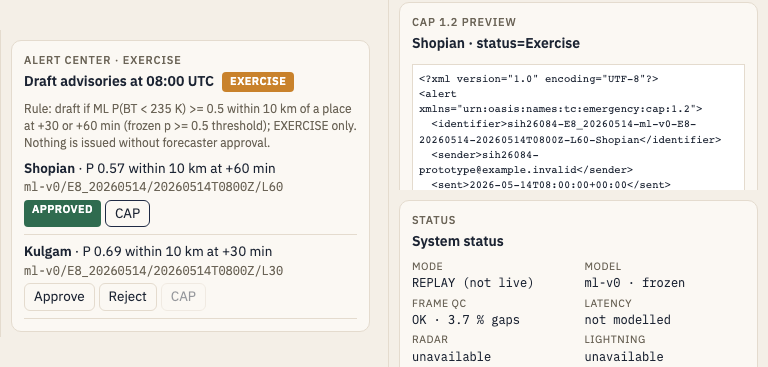 ALERT CENTER · EXERCISE
Draft advisories at 08:00 UTC EXERCISE
Rule: draft if ML P(BT < 235 K) >= 0.5 within 10 km of a place
at +30 or +60 min (frozen p >= 0.5 threshold); EXERCISE only.
Nothing is issued without forecaster approval.
Shopian · P 0.57 within 10 km at +60 min
ml-v0/E8_20260514/20260514T0800Z/L60
APPROVED CAP
Kulgam · P 0.69 within 10 km at +30 min
ml-v0/E8_20260514/20260514T0800Z/L30
Approve Reject CAP
CAP 1.2 PREVIEW
Shopian · status=Exercise
<?xml version="1.0" encoding="UTF-8"?>
<alert
xmlns="urn:oasis:names:tc:emergency:cap:1.2">
<identifier>sih26084-E8_20260514-ml-v0-E8-
20260514-20260514T0800Z-L60-Shopian</identifier>
<sender>sih26084-
prototype@example.invalid</sender>
<sent>2026-05-14T08:00:00+00:00</sent>
STATUS
System status
MODE MODEL
REPLAY (not live) ml-v0 · frozen
FRAME QC LATENCY
OK · 3.7 % gaps not modelled
RADAR LIGHTNING
unavailable unavailable